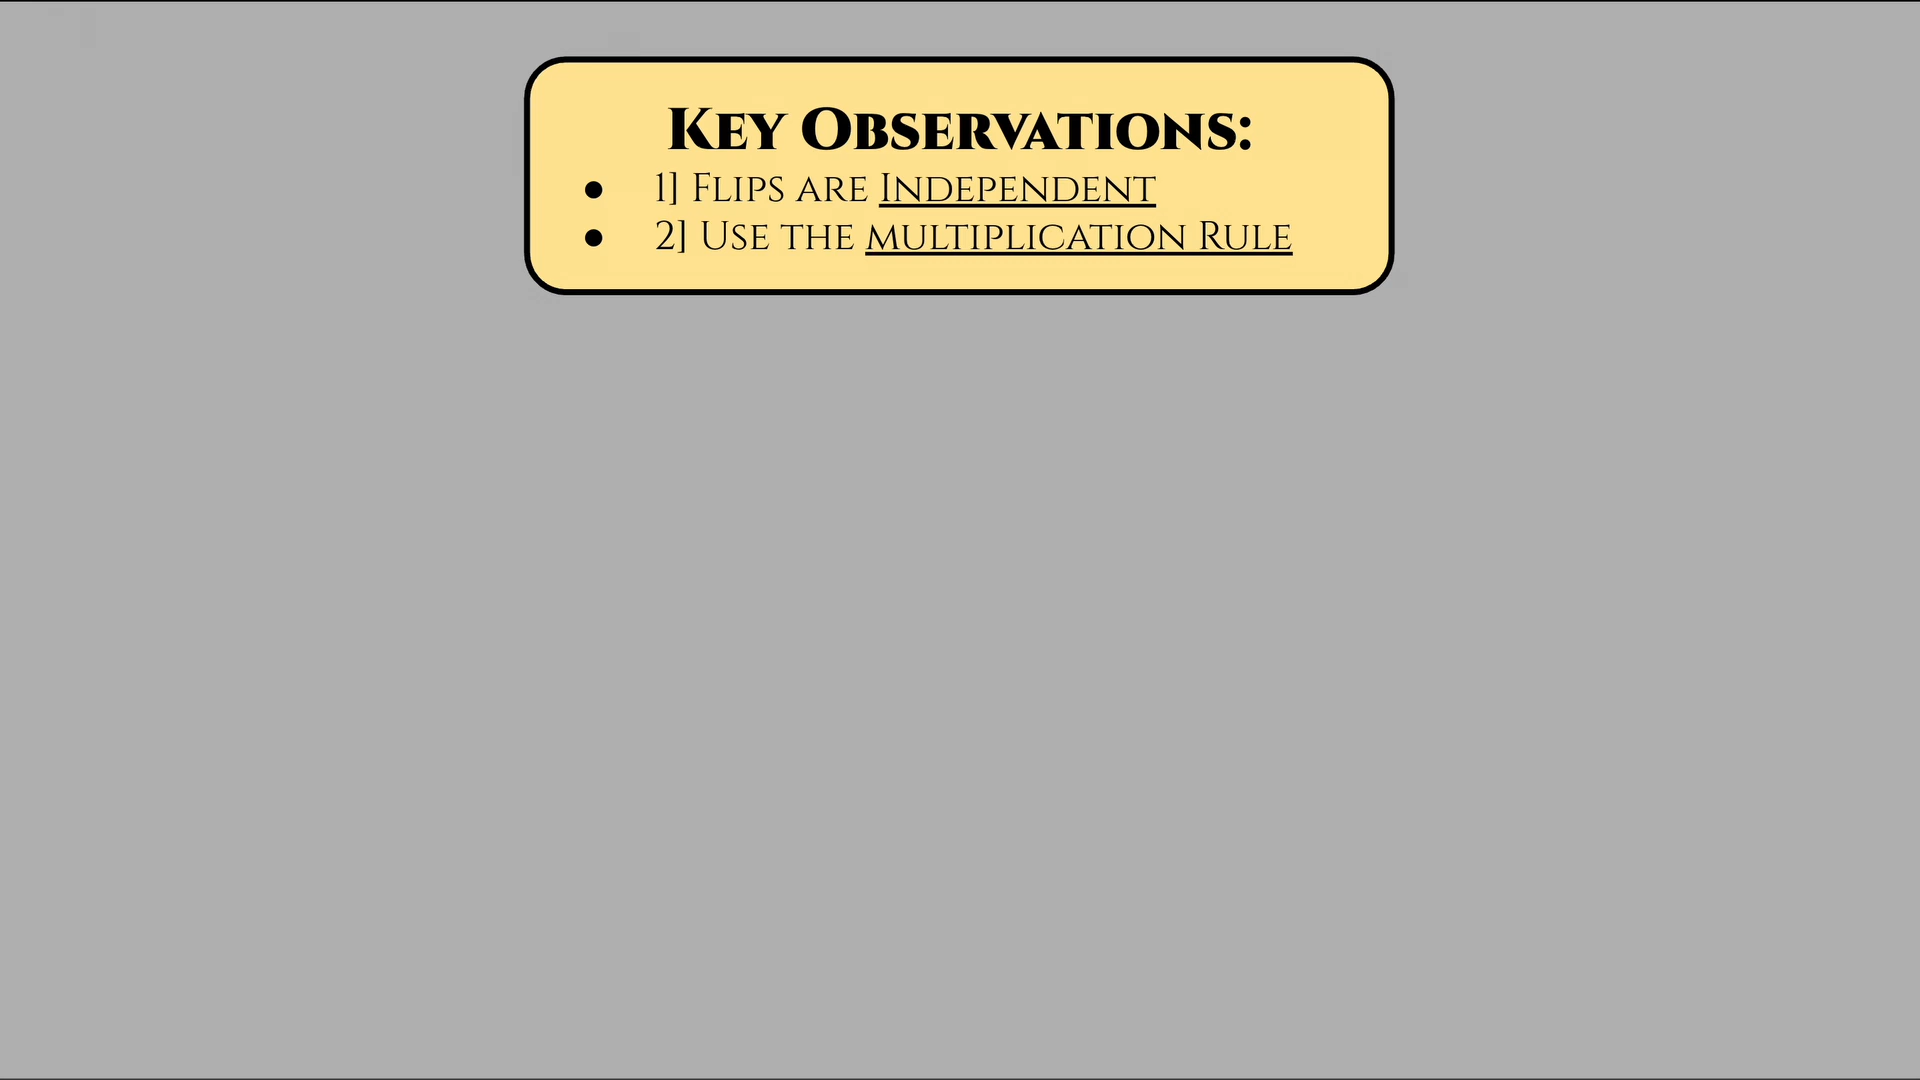 Key Observations:
● 1] Flips are Independent
● 2] Use the multiplication Rule